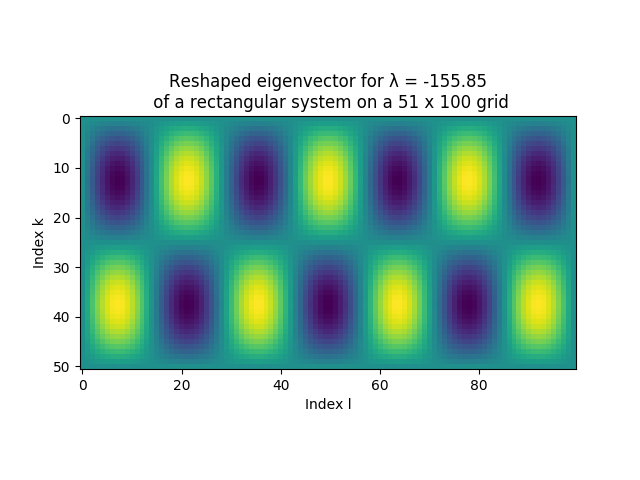 Reshaped eigenvector for λ = -155.85
of a rectangular system on a 51 x 100 grid
0
10
20
30
40
50
Index k
0
20
40
60
80
Index l